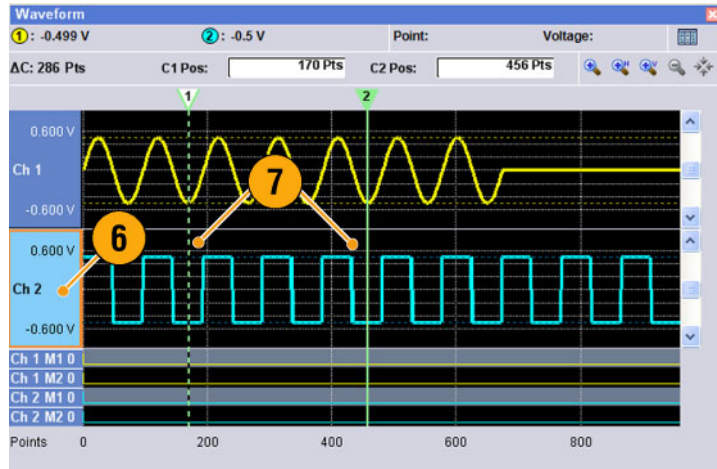 Waveform
1: -0.499 V 2: -0.5 V Point: Voltage:
ΔC: 286 Pts C1 Pos: 170 Pts C2 Pos: 456 Pts
1 2
0.600 V
Ch 1
-0.600 V
7
6
0.600 V
Ch 2
-0.600 V
Ch 1 M1 0
Ch 1 M2 0
Ch 2 M1 0
Ch 2 M2 0
Points 0 200 400 600 800